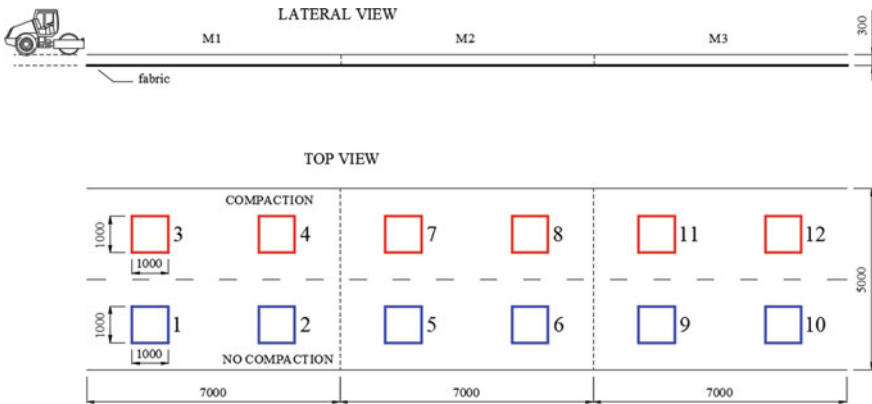 LATERAL VIEW
M1 M2 M3
300
fabric
TOP VIEW
COMPACTION
1000 3 4 7 8 11 12
1000
5000
1000 1 2 5 6 9 10
1000
NO COMPACTION
7000 7000 7000